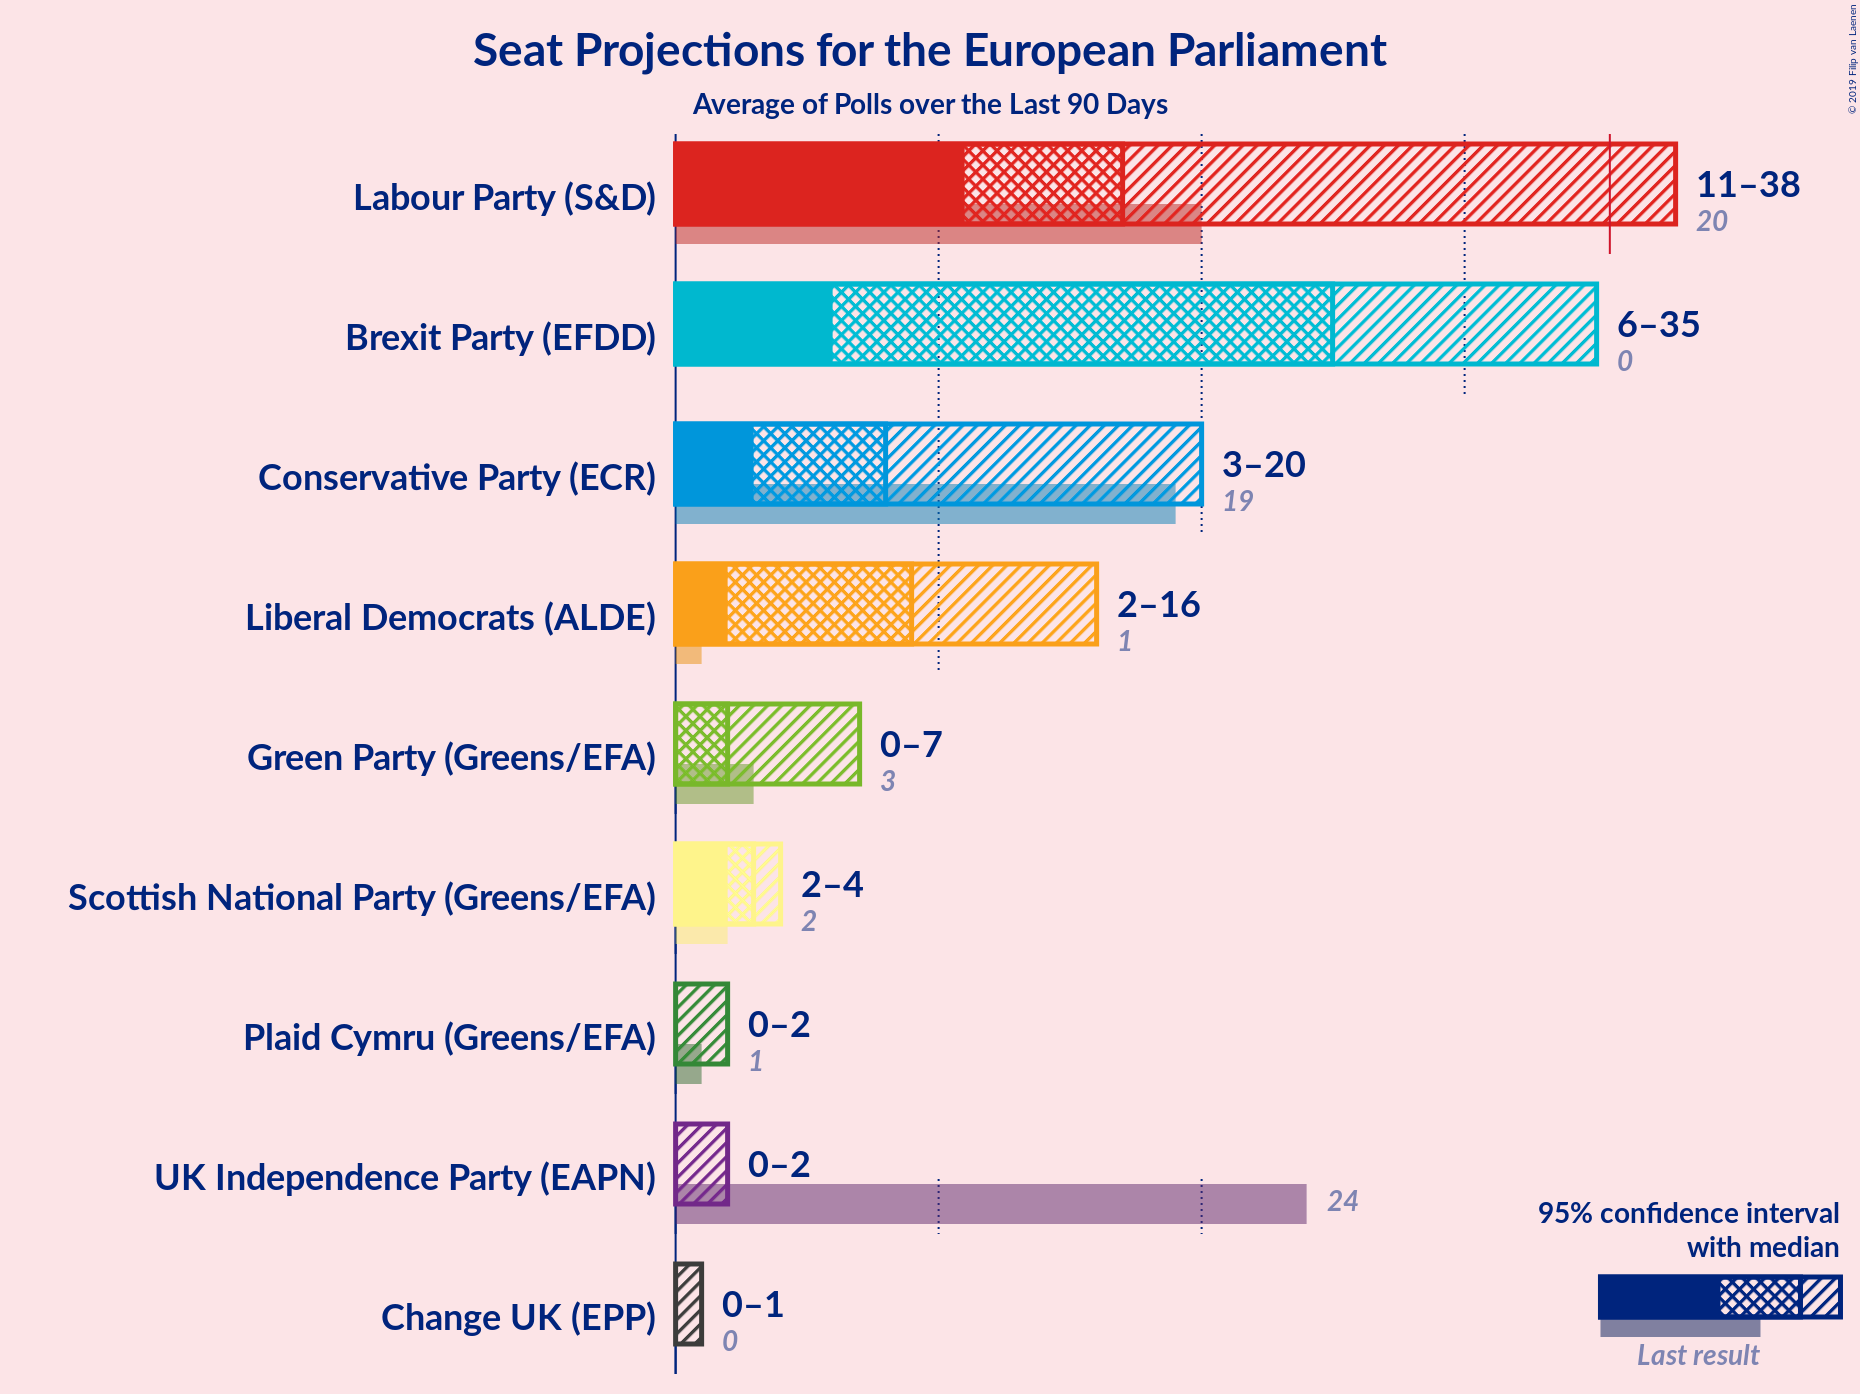 Seat Projections for the European Parliament
Average of Polls over the Last 90 Days
© 2019 Filip van Laenen
Labour Party (S&D)
11–38
20
Brexit Party (EFDD)
6–35
0
Conservative Party (ECR)
3–20
19
Liberal Democrats (ALDE)
2–16
1
Green Party (Greens/EFA)
0–7
3
Scottish National Party (Greens/EFA)
2–4
2
Plaid Cymru (Greens/EFA)
0–2
1
UK Independence Party (EAPN)
0–2
24
Change UK (EPP)
0–1
0
95% confidence interval
with median
Last result